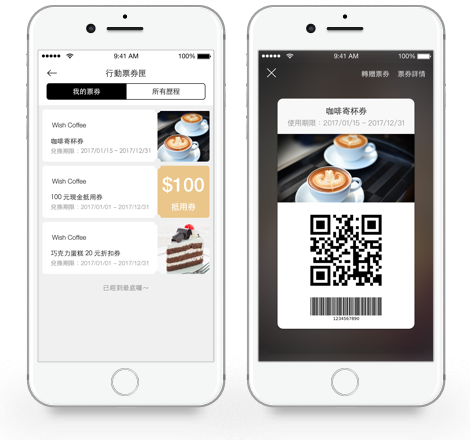 9:41 AM
100%
行動票券匣
我的票券
所有歷程
Wish Coffee
咖啡寄杯券
兌換期限：2017/01/15 ~ 2017/12/31
Wish Coffee
100 元現金抵用券
兌換期限：2017/01/01 ~ 2017/12/31
$100
抵用券
Wish Coffee
巧克力蛋糕 20 元折扣券
兌換期限：2017/01/01 ~ 2017/12/31
已經到最底囉～
9:41 AM
100%
轉贈票券
票券詳情
咖啡寄杯券
使用期限：2017/01/15 ~ 2017/12/31
1234567890